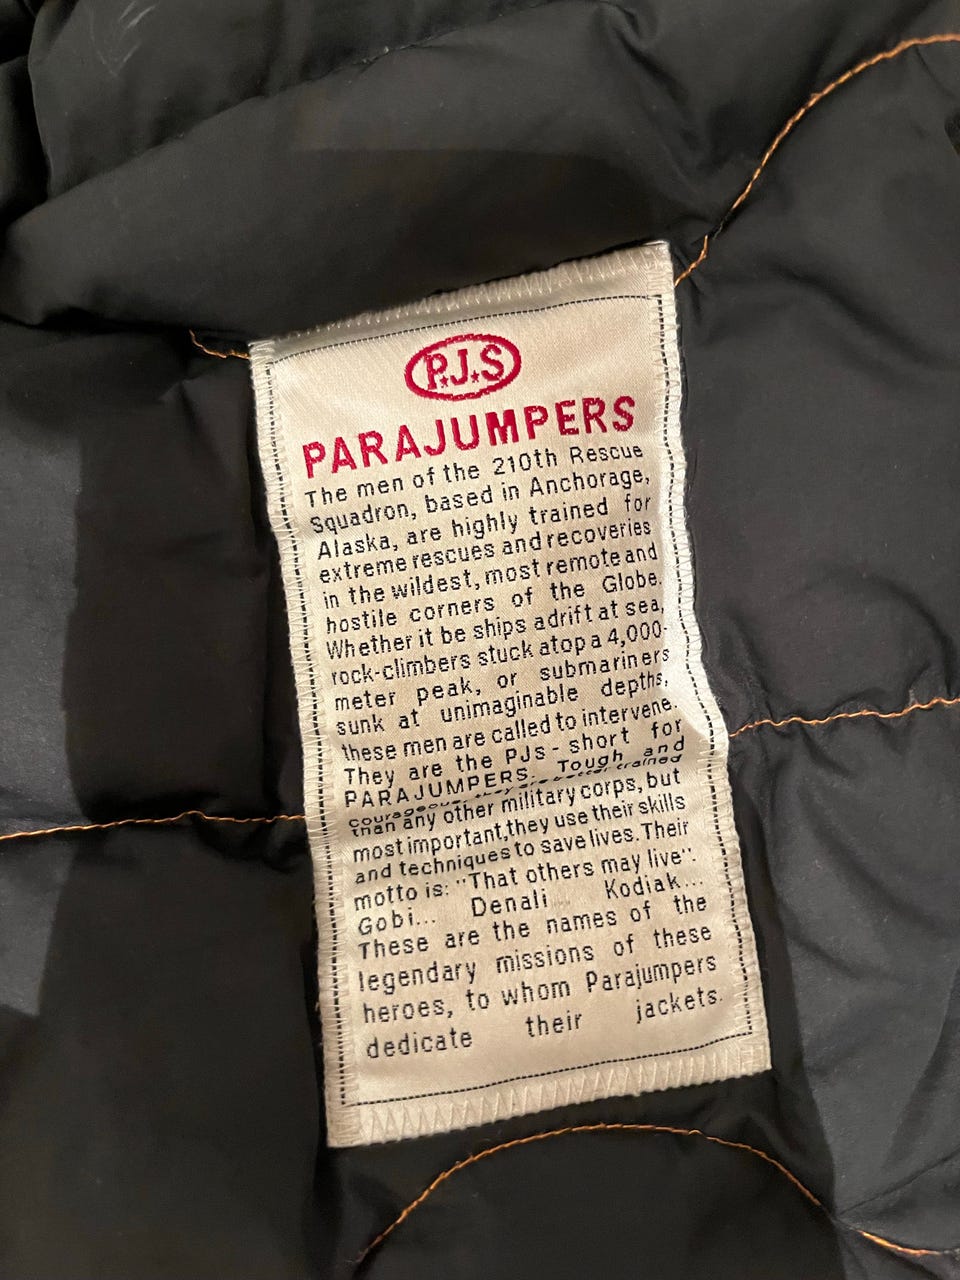 P.J.S
PARAJUMPERS
The men of the 210th Rescue
Squadron, based in Anchorage,
Alaska, are highly trained for
extreme rescues and recoveries
in the wildest, most remote and
hostile corners of the Globe.
Whether it be ships adrift at sea,
rock-climbers stuck atop a 4,000-
meter peak, or submariners
sunk at unimaginable depths,
these men are called to intervene.
They are the PJs - short for
PARAJUMPERS. Tough and
courageous, they are better trained
than any other military corps, but
most important, they use their skills
and techniques to save lives. Their
motto is: "That others may live".
Gobi... Denali... Kodiak...
These are the names of the
legendary missions of these
heroes, to whom Parajumpers
dedicate their jackets.